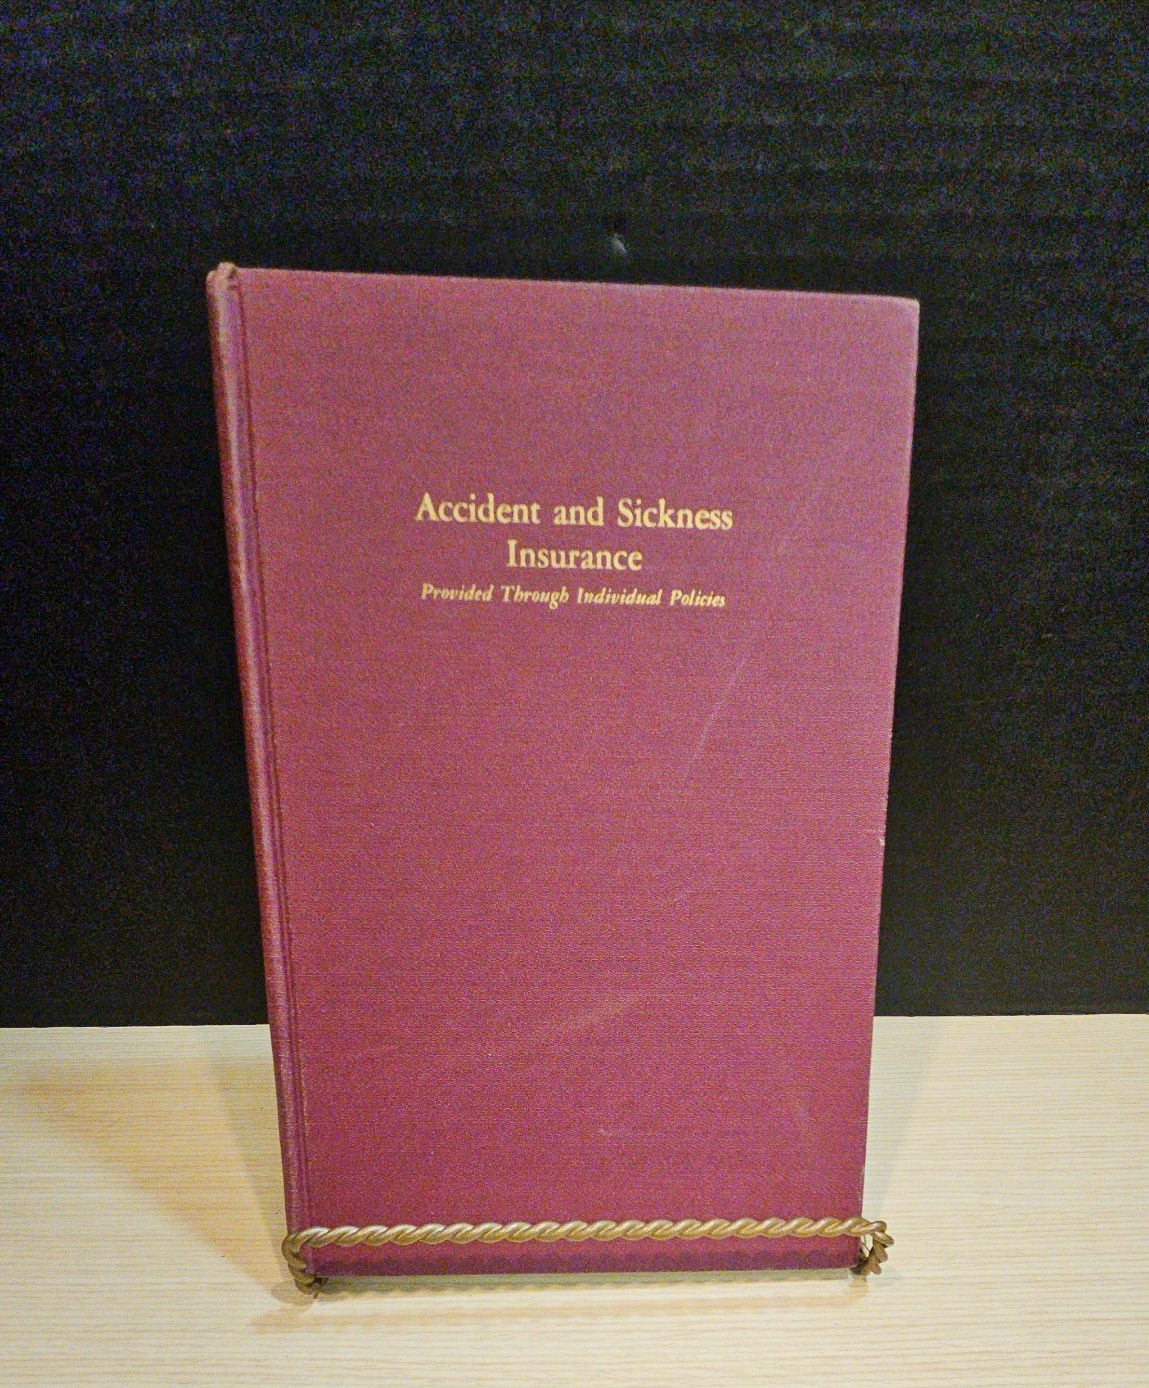 Accident and Sickness
Insurance
Provided Through Individual Policies